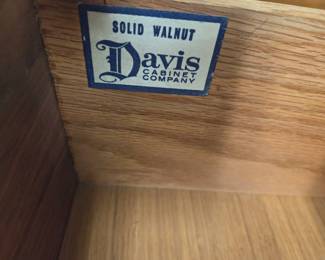 SOLID WALNUT
Davis
CABINET
COMPANY